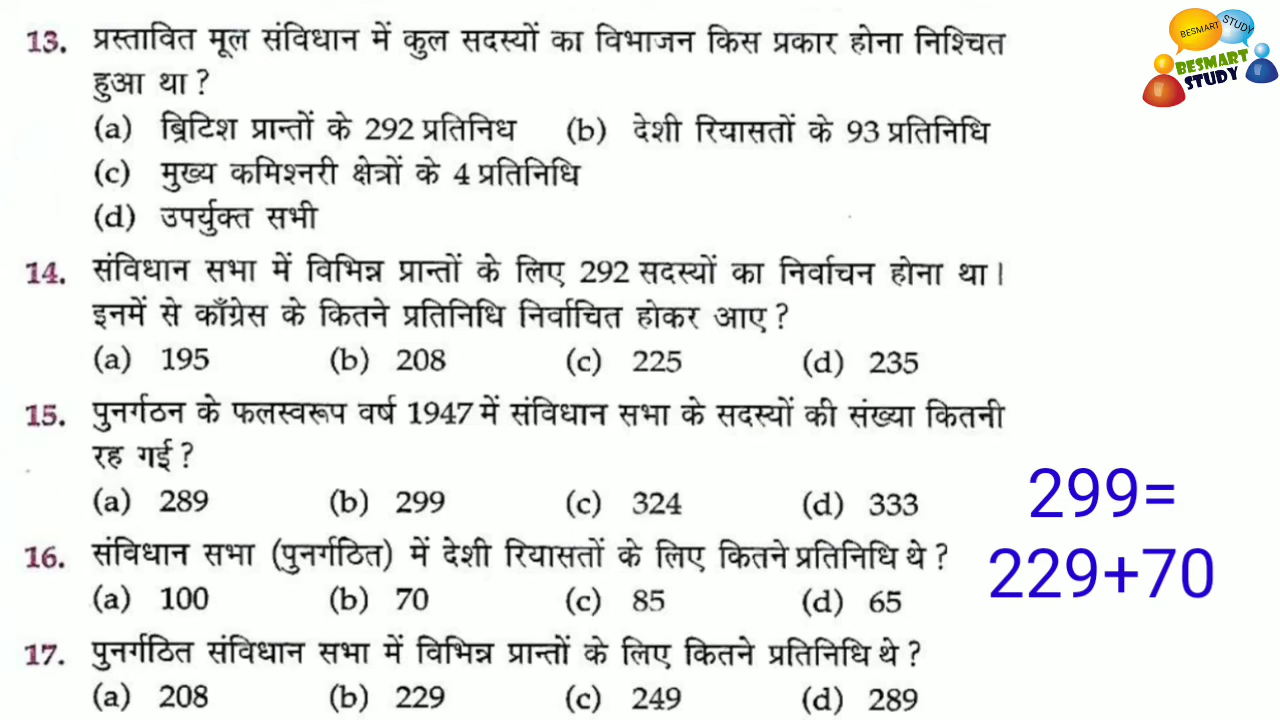 13. प्रस्तावित मूल संविधान में कुल सदस्यों का विभाजन किस प्रकार होना निश्चित
हुआ था ?
(a) ब्रिटिश प्रान्तों के 292 प्रतिनिध (b) देशी रियासतों के 93 प्रतिनिधि
(c) मुख्य कमिश्नरी क्षेत्रों के 4 प्रतिनिधि
(d) उपर्युक्त सभी
14. संविधान सभा में विभिन्न प्रान्तों के लिए 292 सदस्यों का निर्वाचन होना था।
इनमें से काँग्रेस के कितने प्रतिनिधि निर्वाचित होकर आए ?
(a) 195 (b) 208 (c) 225 (d) 235
15. पुनर्गठन के फलस्वरूप वर्ष 1947 में संविधान सभा के सदस्यों की संख्या कितनी
रह गई ?
(a) 289 (b) 299 (c) 324 (d) 333
16. संविधान सभा (पुनर्गठित) में देशी रियासतों के लिए कितने प्रतिनिधि थे ?
(a) 100 (b) 70 (c) 85 (d) 65
17. पुनर्गठित संविधान सभा में विभिन्न प्रान्तों के लिए कितने प्रतिनिधि थे ?
(a) 208 (b) 229 (c) 249 (d) 289
299=
229+70
BESMART STUDY
BESMART
STUDY